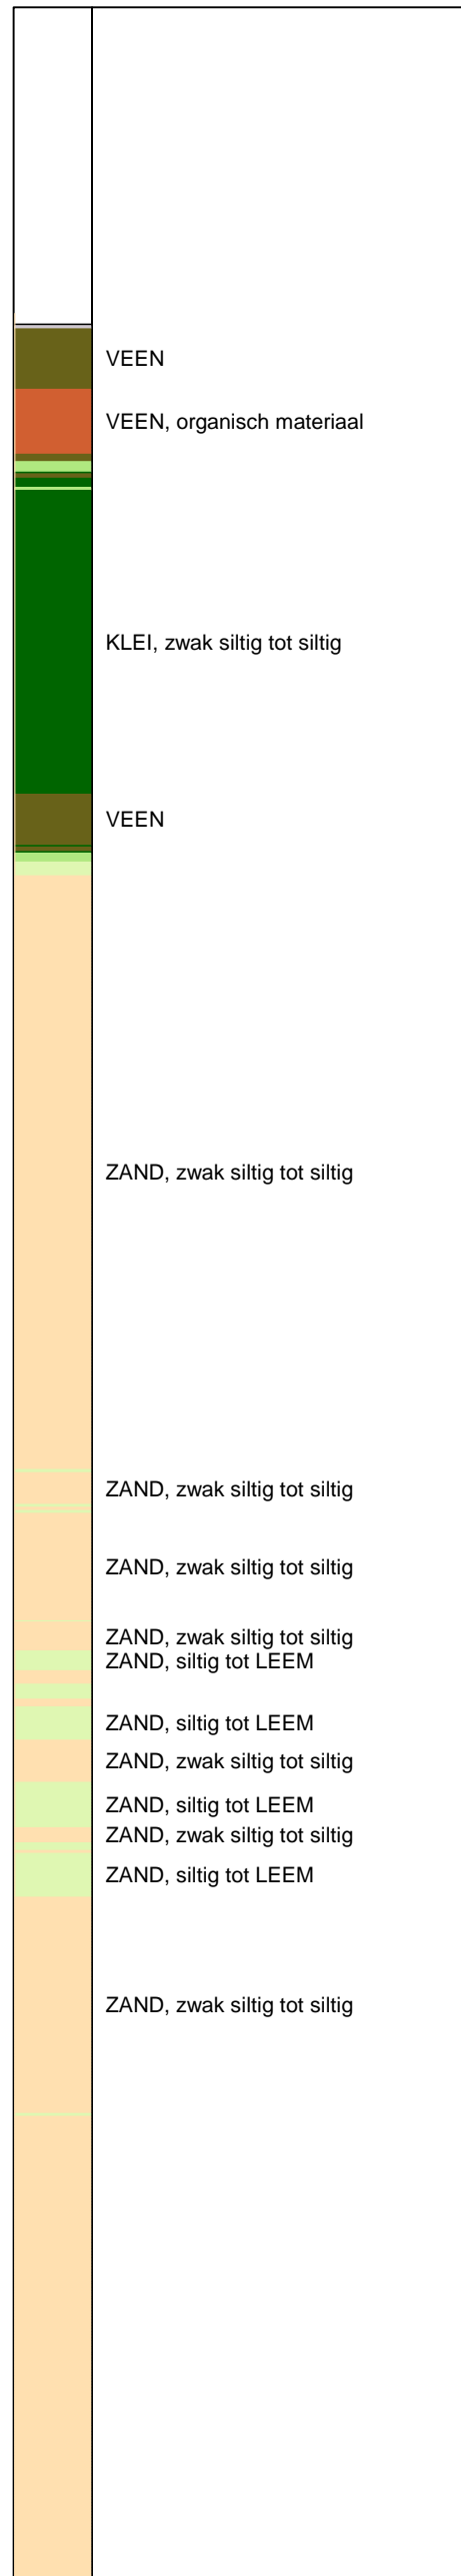 VEEN
VEEN, organisch materiaal
KLEI, zwak siltig tot siltig
VEEN
ZAND, zwak siltig tot siltig
ZAND, zwak siltig tot siltig
ZAND, zwak siltig tot siltig
ZAND, zwak siltig tot siltig
ZAND, siltig tot LEEM
ZAND, siltig tot LEEM
ZAND, zwak siltig tot siltig
ZAND, siltig tot LEEM
ZAND, zwak siltig tot siltig
ZAND, siltig tot LEEM
ZAND, zwak siltig tot siltig